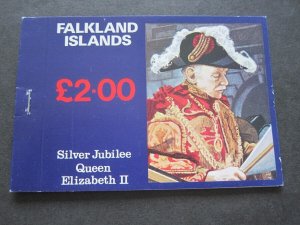 FALKLAND
ISLANDS
£2·00
Silver Jubilee
Queen
Elizabeth II